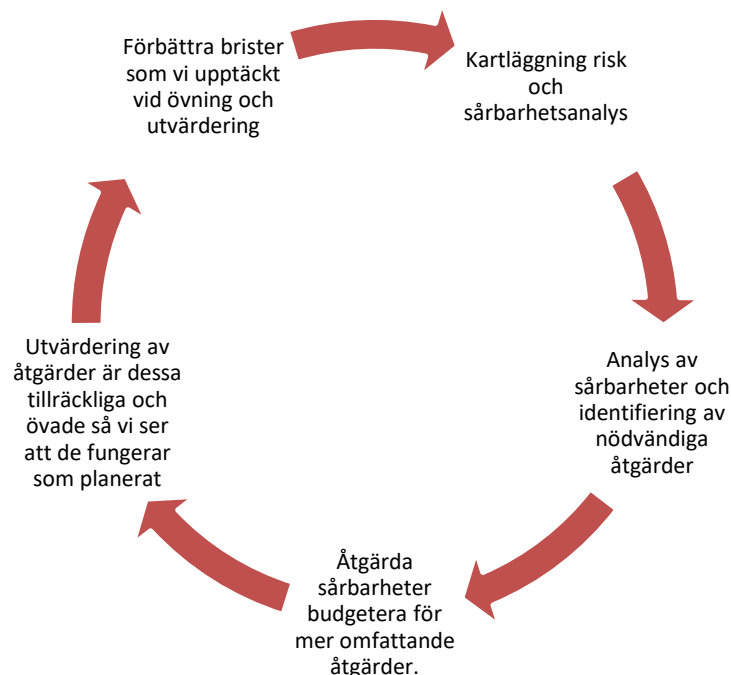 Förbättra brister
som vi upptäckt
vid övning och
utvärdering
Kartläggning risk
och
sårbarhetsanalys
Analys av
sårbarheter och
identifiering av
nödvändiga
åtgärder
Åtgärda
sårbarheter
budgetera för
mer omfattande
åtgärder.
Utvärdering av
åtgärder är dessa
tillräckliga och
övade så vi ser
att de fungerar
som planerat